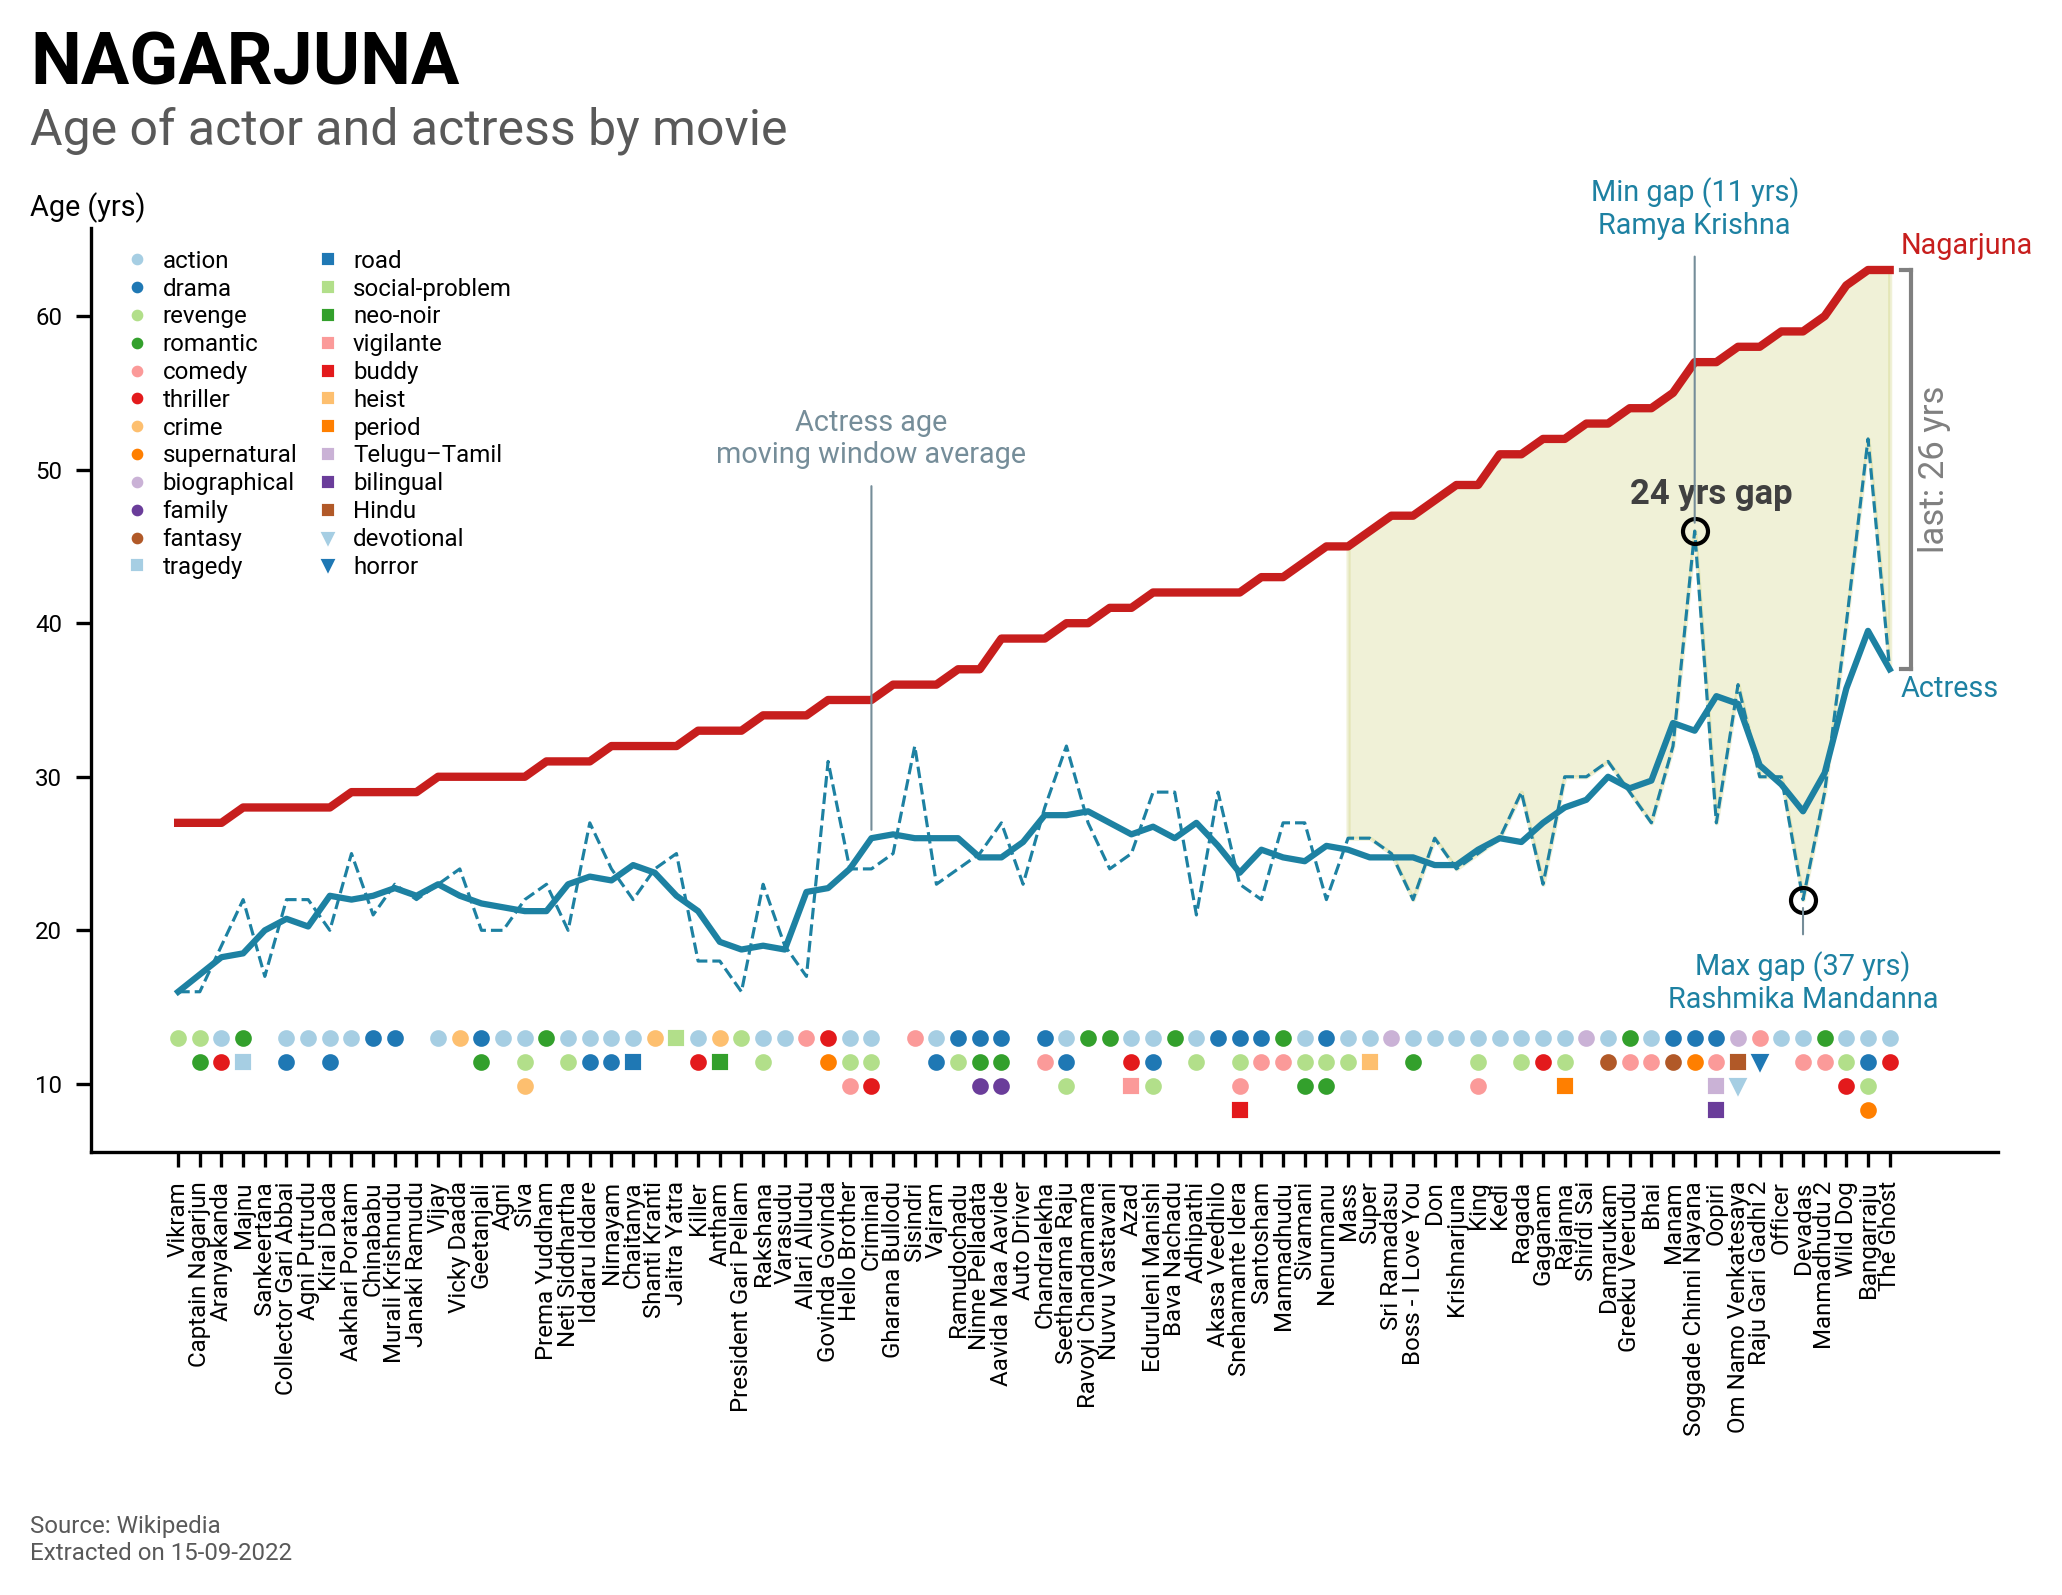 NAGARJUNA
Age of actor and actress by movie
Age (yrs)
Min gap (11 yrs)
Ramya Krishna
Nagarjuna
action
drama
revenge
romantic
comedy
thriller
crime
supernatural
biographical
family
fantasy
tragedy
road
social-problem
neo-noir
vigilante
buddy
heist
period
Telugu–Tamil
bilingual
Hindu
devotional
horror
60
50
40
30
20
10
Actress age
moving window average
24 yrs gap
last: 26 yrs
Actress
Max gap (37 yrs)
Rashmika Mandanna
Vikram
Captain Nagarjun
Aranyakanda
Majnu
Sankeertana
Collector Gari Abbai
Agni Putrudu
Kirai Dada
Aakhari Poratam
Chinababu
Murali Krishnudu
Janaki Ramudu
Vijay
Vicky Daada
Geetanjali
Agni
Siva
Prema Yuddham
Neti Siddhartha
Iddaru Iddare
Nirnayam
Chaitanya
Shanti Kranti
Jaitra Yatra
Killer
Antham
President Gari Pellam
Rakshana
Varasudu
Allari Alludu
Govinda Govinda
Hello Brother
Criminal
Gharana Bullodu
Sisindri
Vajram
Ramudochadu
Ninne Pelladata
Aavida Maa Aavide
Auto Driver
Chandralekha
Seetharama Raju
Ravoyi Chandamama
Nuvvu Vastavani
Azad
Eduruleni Manishi
Bava Nachadu
Adhipathi
Akasa Veedhilo
Snehamante Idera
Santosham
Manmadhudu
Sivamani
Nenunnanu
Mass
Super
Sri Ramadasu
Boss - I Love You
Don
Krishnarjuna
King
Kedi
Ragada
Gaganam
Rajanna
Shirdi Sai
Damarukam
Greeku Veerudu
Bhai
Manam
Soggade Chinni Nayana
Oopiri
Om Namo Venkatesaya
Raju Gari Gadhi 2
Officer
Devadas
Manmadhudu 2
Wild Dog
Bangarraju
The Ghost
Source: Wikipedia
Extracted on 15-09-2022